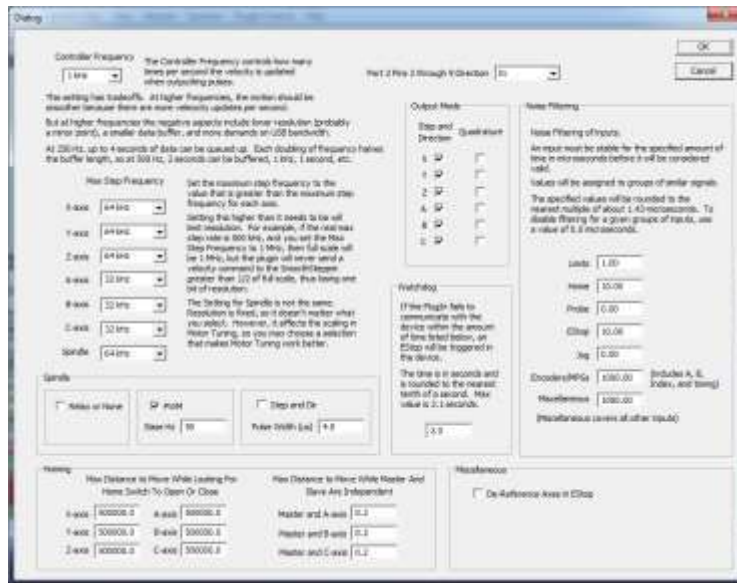 Dialog
OK
Cancel
Controller Frequency
1 kHz
The Controller Frequency controls how many
times per second the velocity is updated
when outputting pulses.
Port 2 Pins 2 through 9 Direction
In
This setting has tradeoffs. At higher frequencies, the motion should be
smoother because there are more velocity updates per second.
But at higher frequencies the negative aspects include lower resolution (probably
a minor point), a smaller data buffer, and more demands on USB bandwidth.
At 250 Hz, up to 4 seconds of data can be queued up. Each doubling of frequency halves
the buffer length, so at 500 Hz, 2 seconds can be buffered, 1 kHz, 1 second, etc.
Max Step Frequency
X-axis 64 kHz
Y-axis 64 kHz
Z-axis 64 kHz
A-axis 32 kHz
B-axis 32 kHz
C-axis 32 kHz
Spindle 64 kHz
Set the maximum step frequency to the
value that is greater than the maximum step
frequency for each axis.
Setting this higher than it needs to be will
limit resolution. For example, if the real max
step rate is 500 kHz, and you set the Max
Step Frequency to 1 MHz, then full scale will
be 1 MHz, but the plugin will never send a
velocity command to the SmoothStepper
greater than 1/2 of full scale, thus losing one
bit of resolution.
The Setting for Spindle is not the same.
Resolution is fixed, so it doesn't matter what
you select. However, it affects the scaling in
Motor Tuning, so you may choose a selection
that makes Motor Tuning work better.
Output Mode
Step and
Direction
Quadrature
X
Y
Z
A
B
C
Noise Filtering
Noise Filtering of Inputs.
An input must be stable for the specified amount of
time in microseconds before it will be considered
valid.
Values will be assigned to groups of similar signals.
The specified values will be rounded to the
nearest multiple of about 1.43 microseconds. To
disable filtering for a given groups of inputs, use
a value of 0.0 microseconds.
Limits 1.00
Home 10.00
Probe 0.00
EStop 10.00
Jog 0.00
Encoders/MPGs 1000.00 (Includes A, B,
Index, and timing)
Miscellaneous 1000.00
(Miscellaneous covers all other inputs)
Watchdog
If the Plugin fails to
communicate with the
device within the amount
of time listed below, an
EStop will be triggered in
the device.
The time is in seconds and
is rounded to the nearest
tenth of a second. Max
value is 3.1 seconds.
Spindle
Relay or None
PWM
Base Hz 50
Step and Dir
Pulse Width (us) 4.0
Homing
Max Distance to Move While Looking For
Home Switch To Open Or Close
X-axis 500000.0 A-axis 500000.0
Y-axis 500000.0 B-axis 500000.0
Z-axis 500000.0 C-axis 500000.0
Max Distance to Move While Master And
Slave Are Independent
Master and A-axis 0.2
Master and B-axis 0.2
Master and C-axis 0.2
Miscellaneous
De-Reference Axes in EStop